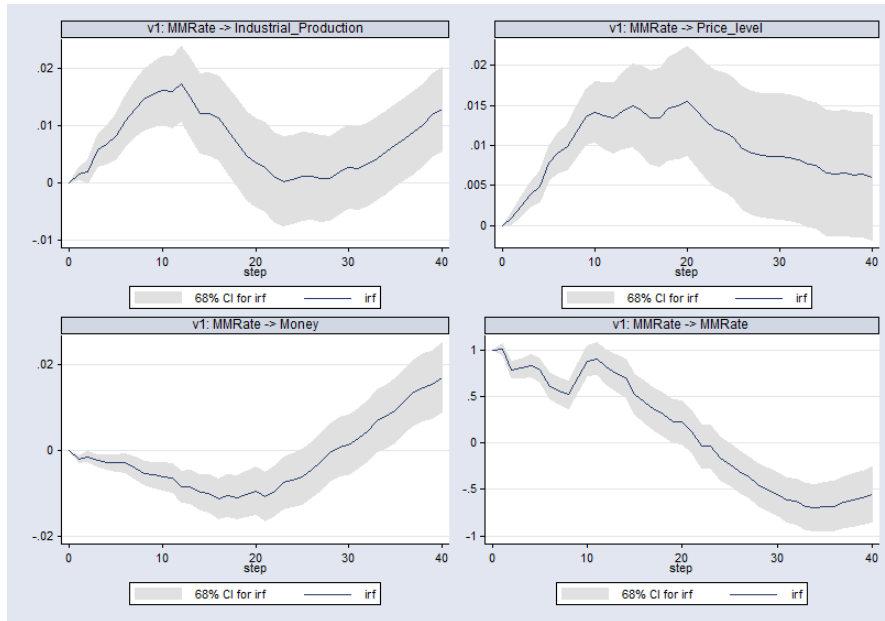 v1: MMRate -> Industrial_Production
.02
.01
0
-.01
0
10
20
30
40
step
68% CI for irf
irf
v1: MMRate -> Price_level
.02
.015
.01
.005
0
0
10
20
30
40
step
68% CI for irf
irf
v1: MMRate -> Money
.02
0
-.02
0
10
20
30
40
step
68% CI for irf
irf
v1: MMRate -> MMRate
1
.5
0
-.5
-1
0
10
20
30
40
step
68% CI for irf
irf